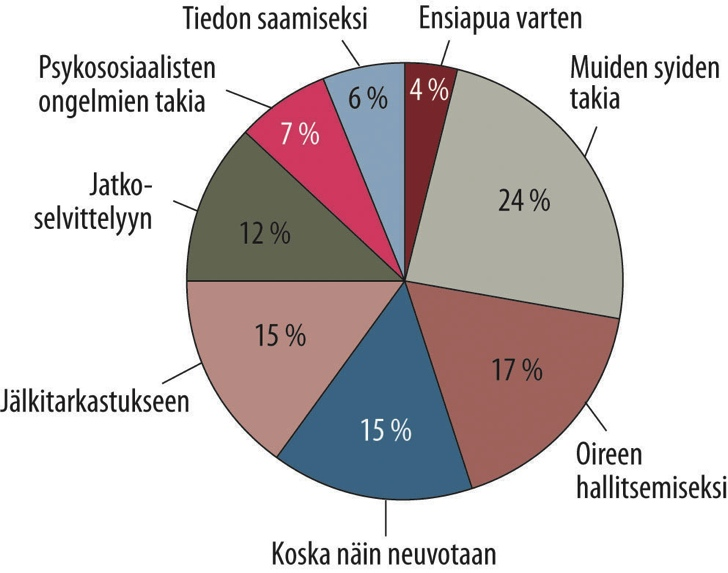 Tiedon saamiseksi
Ensiapua varten
Psykososiaalisten
ongelmien takia
Muiden syiden
takia
6 %
4 %
7 %
24 %
Jatko-
selvittelyyn
12 %
15 %
17 %
Jälkitarkastukseen
15 %
Oireen
hallitsemiseksi
Koska näin neuvotaan